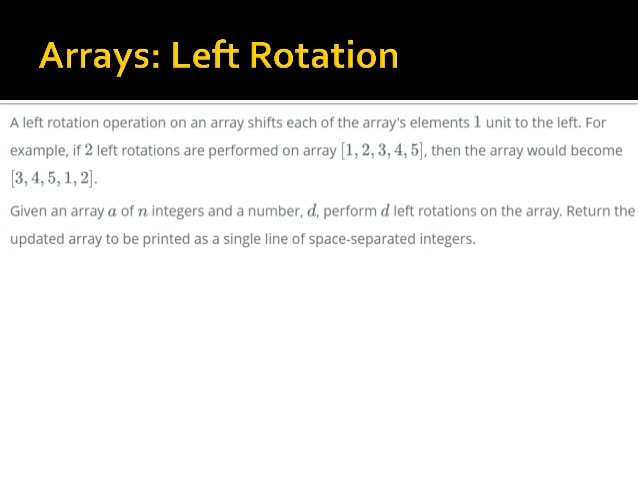 Arrays: Left Rotation
A left rotation operation on an array shifts each of the array's elements 1 unit to the left. For
example, if 2 left rotations are performed on array [1, 2, 3, 4, 5], then the array would become
[3, 4, 5, 1, 2].
Given an array a of n integers and a number, d, perform d left rotations on the array. Return the
updated array to be printed as a single line of space-separated integers.